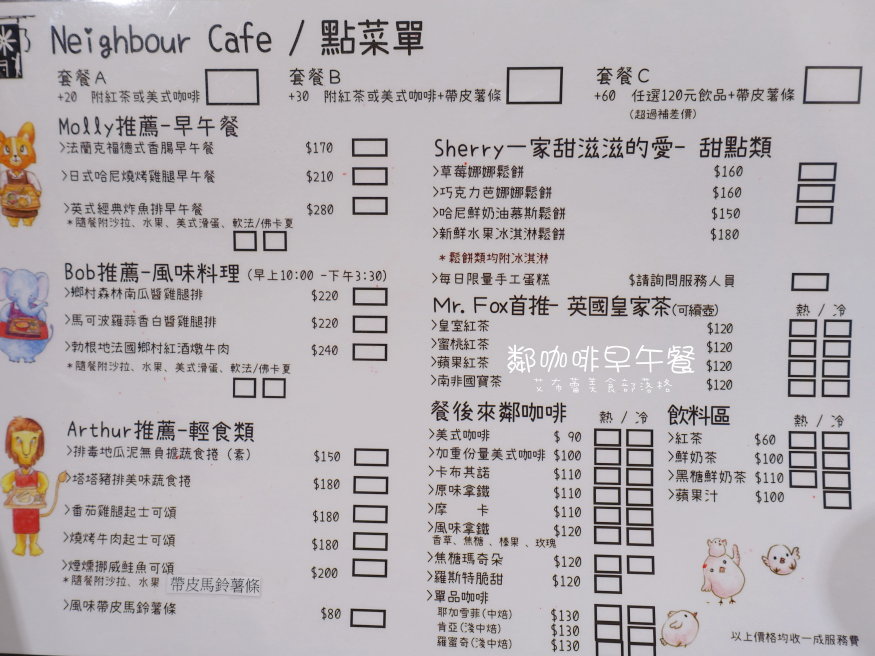 Neighbour Cafe / 點菜單
套餐A
+20 附紅茶或美式咖啡
套餐B
+30 附紅茶或美式咖啡+帶皮薯條
套餐C
+60 任選120元飲品+帶皮薯條
(超過補差價)
Molly推薦-早午餐
>法蘭克福德式香腸早午餐 $170
>日式哈尼燒烤雞腿早午餐 $210
>英式經典炸魚排早午餐 $280
*隨餐附沙拉、水果、美式滑蛋、軟法/佛卡夏
Bob推薦-風味料理 (早上10:00 -下午3:30)
>鄉村森林南瓜醬雞腿排 $220
>馬可波羅蒜香白醬雞腿排 $220
>勃根地法國鄉村紅酒燉牛肉 $240
*隨餐附沙拉、水果、美式滑蛋、軟法/佛卡夏
Arthur推薦-輕食類
>排毒地瓜泥無負擔蔬食捲（素） $150
>塔塔豬排美味蔬食捲 $180
>番茄雞腿起士可頌 $180
>燒烤牛肉起士可頌 $180
>煙燻挪威鮭魚可頌 $200
*隨餐附沙拉、水果 帶皮馬鈴薯條
>風味帶皮馬鈴薯條 $80
Sherry一家甜滋滋的愛- 甜點類
>草莓娜娜鬆餅 $160
>巧克力芭娜娜鬆餅 $160
>哈尼鮮奶油慕斯鬆餅 $150
>新鮮水果冰淇淋鬆餅 $180
*鬆餅類均附冰淇淋
>每日限量手工蛋糕 $請詢問服務人員
Mr. Fox首推- 英國皇家茶(可續壺) 熱 / 冷
>皇室紅茶 $120
>蜜桃紅茶 $120
>蘋果紅茶 $120
>南非國寶茶 $120
鄰咖啡早午餐
艾布蕾美食部落格
餐後來鄰咖啡 熱 / 冷
>美式咖啡 $ 90
>加重份量美式咖啡 $100
>卡布其諾 $110
>原味拿鐵 $110
>摩 卡 $110
>風味拿鐵 $120
香草、焦糖 、榛果 、玫瑰
>焦糖瑪奇朵 $120
>羅斯特脆甜 $120
>單品咖啡
耶加雪菲(中焙) $130
肯亞(淺中焙) $130
羅蜜奇(淺中焙) $130
飲料區 熱 / 冷
>紅茶 $60
>鮮奶茶 $100
>黑糖鮮奶茶 $110
>蘋果汁 $100
以上價格均收一成服務費